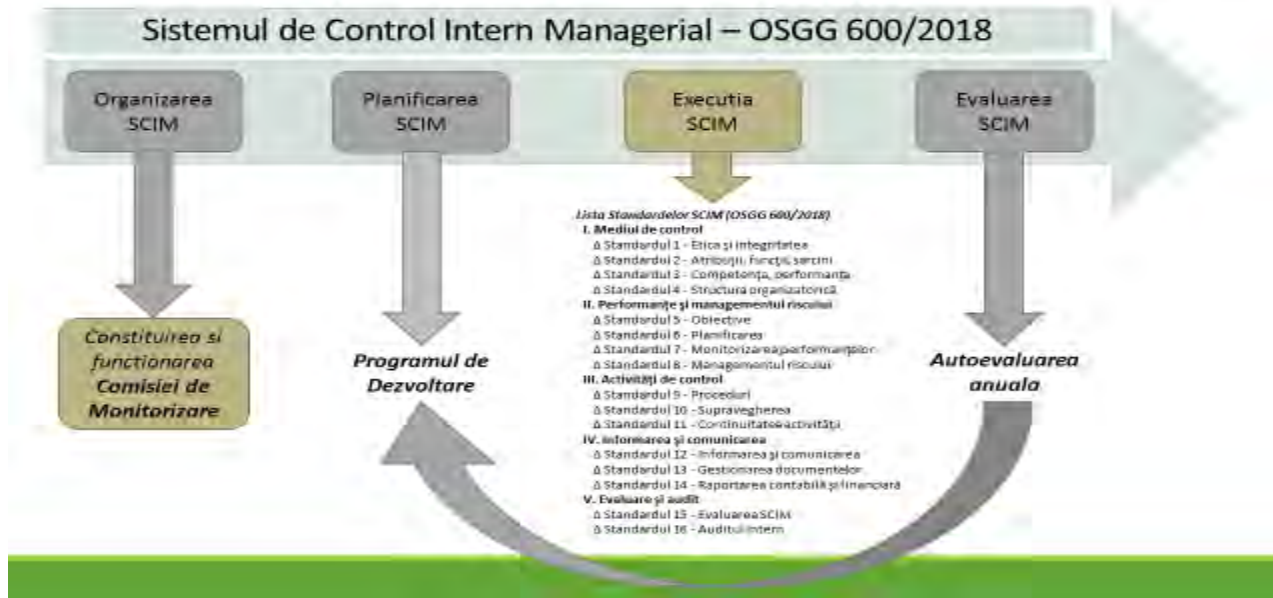 Sistemul de Control Intern Managerial – OSGG 600/2018
Organizarea
SCIM
Planificarea
SCIM
Executia
SCIM
Evaluarea
SCIM
Constituirea si
functionarea
Comisiei de
Monitorizare
Programul de
Dezvoltare
Lista Standardelor SCIM (OSGG 600/2018)
I. Mediul de control
Δ Standardul 1 - Etica și integritatea
Δ Standardul 2 - Atribuții, funcții, sarcini
Δ Standardul 3 - Competența, performanța
Δ Standardul 4 - Structura organizatorică
II. Performanțe și managementul riscului
Δ Standardul 5 - Obiective
Δ Standardul 6 - Planificarea
Δ Standardul 7 - Monitorizarea performanțelor
Δ Standardul 8 - Managementul riscului
III. Activități de control
Δ Standardul 9 - Proceduri
Δ Standardul 10 - Supravegherea
Δ Standardul 11 - Continuitatea activității
IV. Informarea și comunicarea
Δ Standardul 12 - Informarea și comunicarea
Δ Standardul 13 - Gestionarea documentelor
Δ Standardul 14 - Raportarea contabilă și financiară
V. Evaluare și audit
Δ Standardul 15 - Evaluarea SCIM
Δ Standardul 16 - Auditul intern
Autoevaluarea
anuala